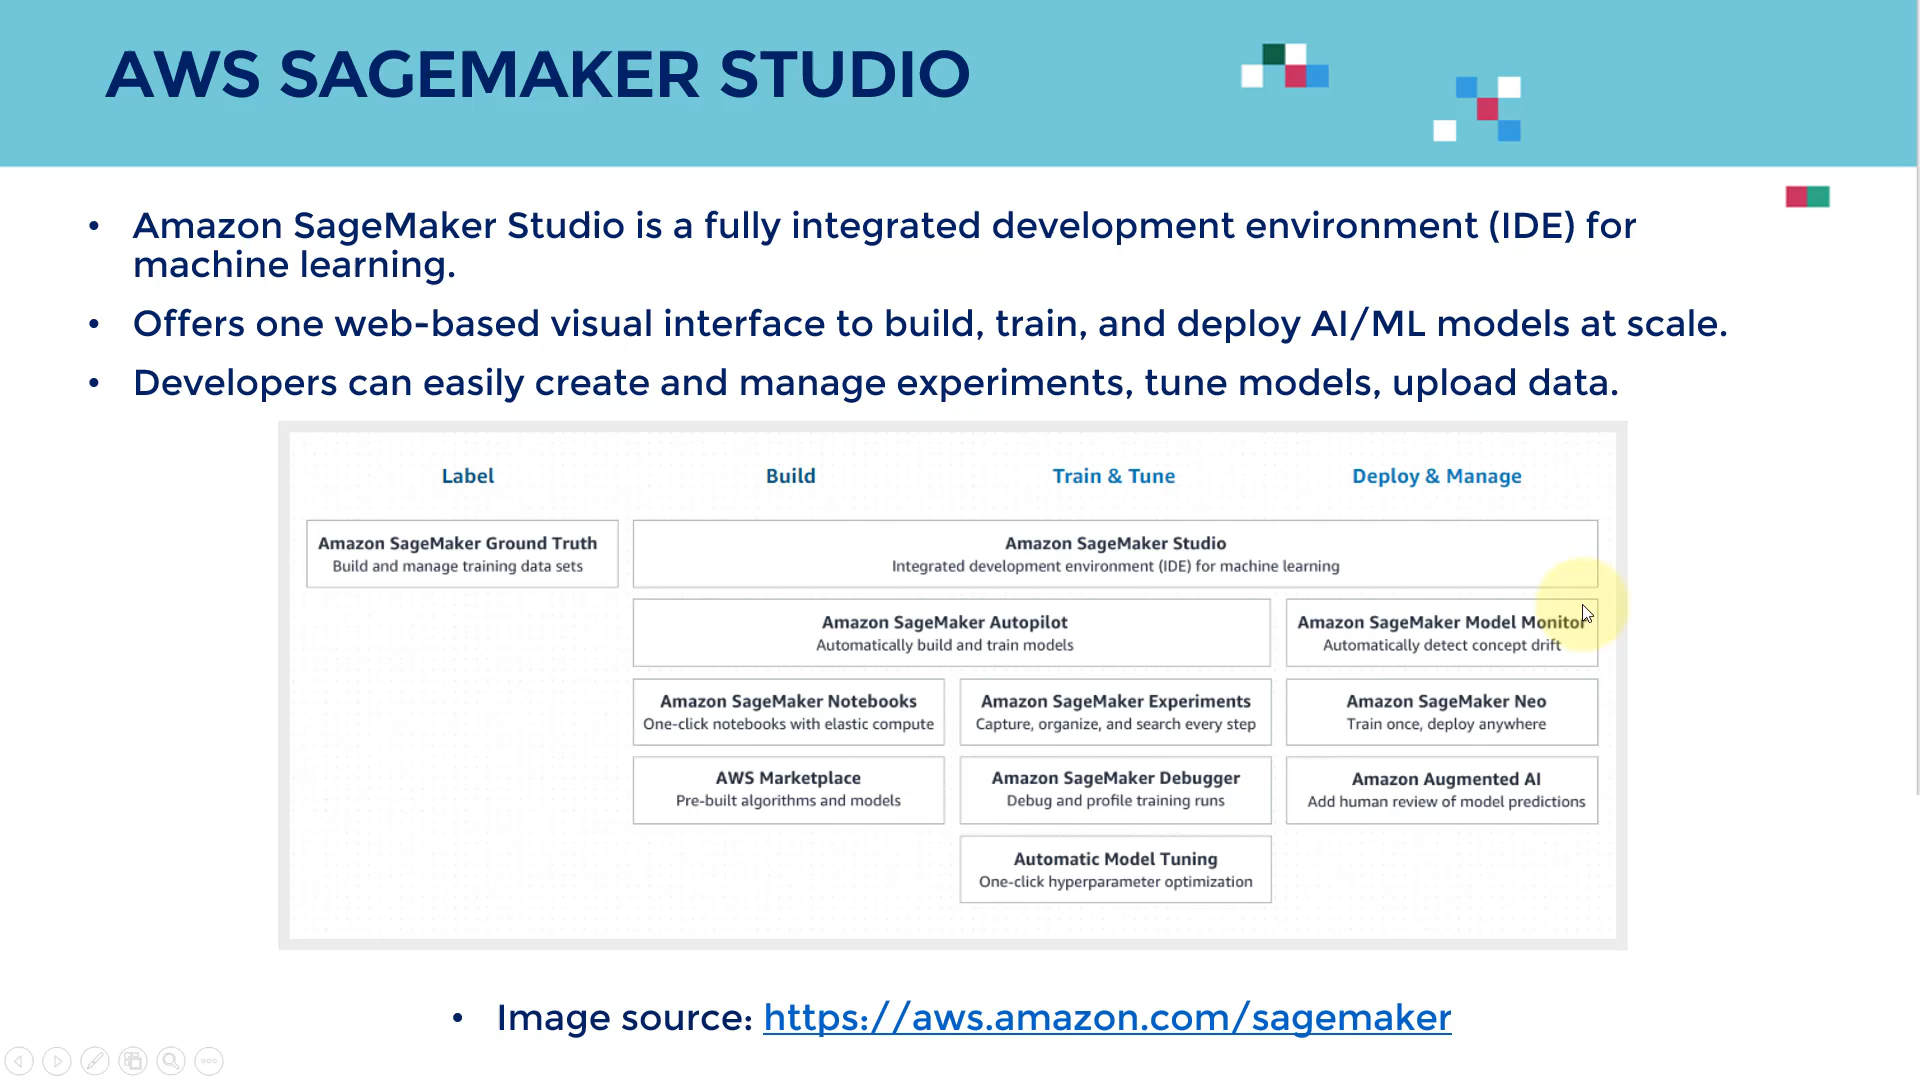 AWS SAGEMAKER STUDIO
• Amazon SageMaker Studio is a fully integrated development environment (IDE) for
machine learning.
• Offers one web-based visual interface to build, train, and deploy AI/ML models at scale.
• Developers can easily create and manage experiments, tune models, upload data.
Label
Build
Train & Tune
Deploy & Manage
Amazon SageMaker Ground Truth
Build and manage training data sets
Amazon SageMaker Studio
Integrated development environment (IDE) for machine learning
Amazon SageMaker Autopilot
Automatically build and train models
Amazon SageMaker Model Monitor
Automatically detect concept drift
Amazon SageMaker Notebooks
One-click notebooks with elastic compute
Amazon SageMaker Experiments
Capture, organize, and search every step
Amazon SageMaker Neo
Train once, deploy anywhere
AWS Marketplace
Pre-built algorithms and models
Amazon SageMaker Debugger
Debug and profile training runs
Amazon Augmented AI
Add human review of model predictions
Automatic Model Tuning
One-click hyperparameter optimization
• Image source: https://aws.amazon.com/sagemaker